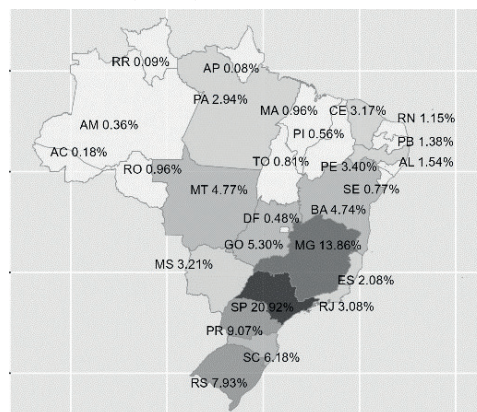 RR 0.09%
AP 0.08%
PA 2.94%
MA 0.96%
CE 3.17%
RN 1.15%
AM 0.36%
PI 0.56%
PB 1.38%
AC 0.18%
RO 0.96%
TO 0.81%
PE 3.40%
AL 1.54%
MT 4.77%
SE 0.77%
DF 0.48%
BA 4.74%
GO 5.30%
MG 13.86%
MS 3.21%
ES 2.08%
SP 20.92%
RJ 3.08%
PR 9.07%
SC 6.18%
RS 7.93%